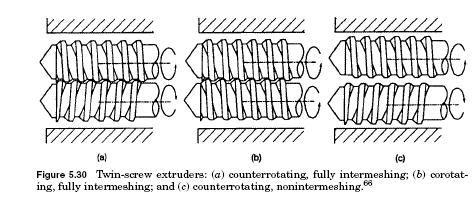 (a) (b) (c)
Figure 5.30 Twin-screw extruders: (a) counterrotating, fully intermeshing; (b) corotat-
ing, fully intermeshing; and (c) counterrotating, nonintermeshing.66